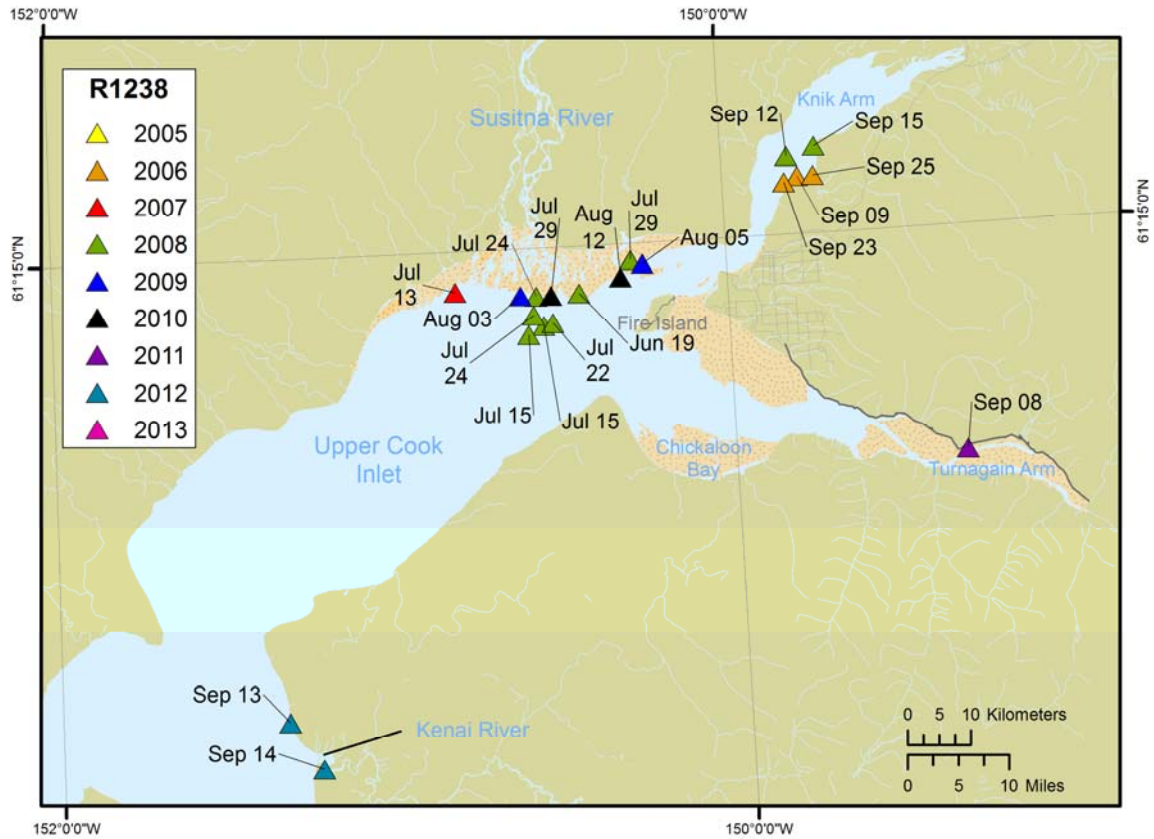 152°0'0"W
150°0'0"W
R1238
2005
2006
2007
2008
2009
2010
2011
2012
2013
Susitna River
Knik Arm
Sep 12
Sep 15
Sep 25
Sep 09
Sep 23
61°15'0"N
61°15'0"N
Jul
29
Aug
12
Jul
29
Jul 24
Aug 05
Jul
13
Aug 03
Fire Island
Jun 19
Jul
24
Jul
22
Jul 15
Jul 15
Sep 08
Upper Cook
Inlet
Chickaloon
Bay
Turnagain Arm
Sep 13
Sep 14
Kenai River
0 5 10 Kilometers
0 5 10 Miles
152°0'0"W
150°0'0"W